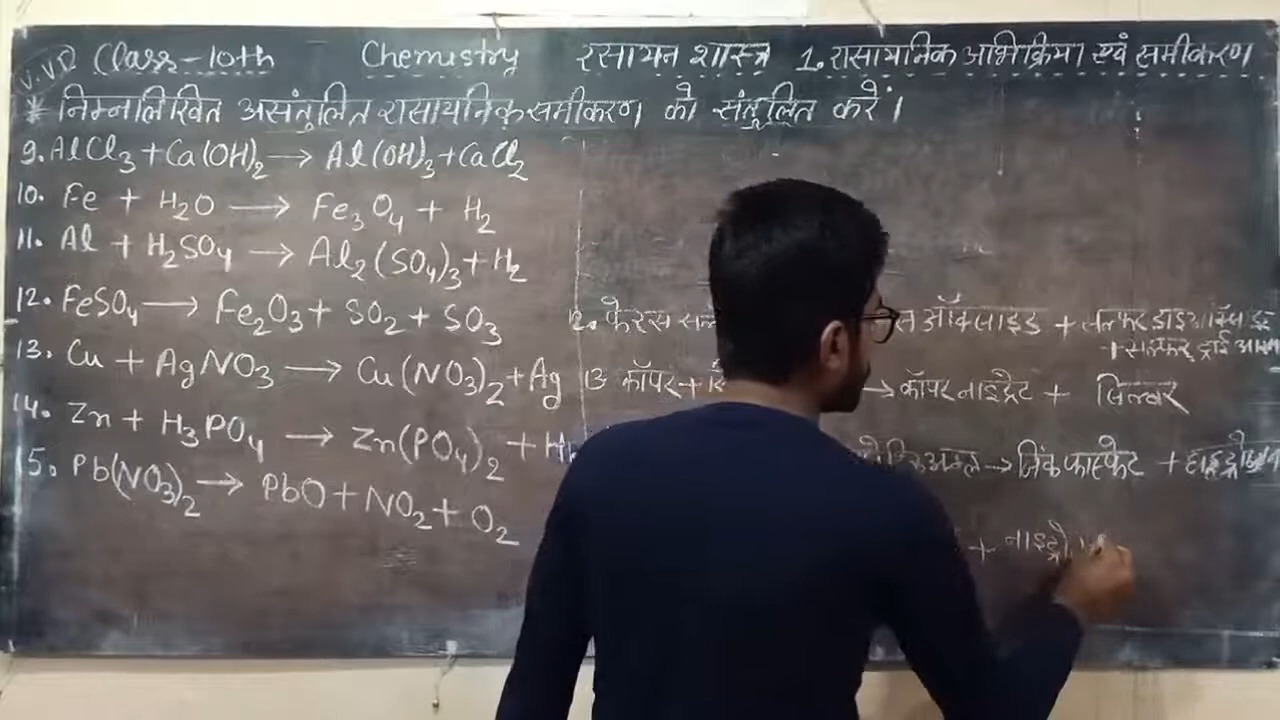 V.V.I Class-10th Chemistry रसायन शास्त्र 1. रासायनिक अभिक्रिया एवं समीकरण
* निम्नलिखित असंतुलित रासायनिक समीकरण को संतुलित करें।
9. AlCl₃ + Ca(OH)₂ → Al(OH)₃ + CaCl₂
10. Fe + H₂O → Fe₃O₄ + H₂
11. Al + H₂SO₄ → Al₂(SO₄)₃ + H₂
12. FeSO₄ → Fe₂O₃ + SO₂ + SO₃
13. Cu + AgNO₃ → Cu(NO₃)₂ + Ag
14. Zn + H₃PO₄ → Zn(PO₄)₂ + H
15. Pb(NO₃)₂ → PbO + NO₂ + O₂
12. फेरस ऑक्साइड + सल्फर डाइऑक्साइड
+ सल्फर ट्राई
13 कॉपर + → कॉपर नाइट्रेट + सिल्वर
→ जिंक फास्फेट + हाइड्रोजन
+ नाइट्रो